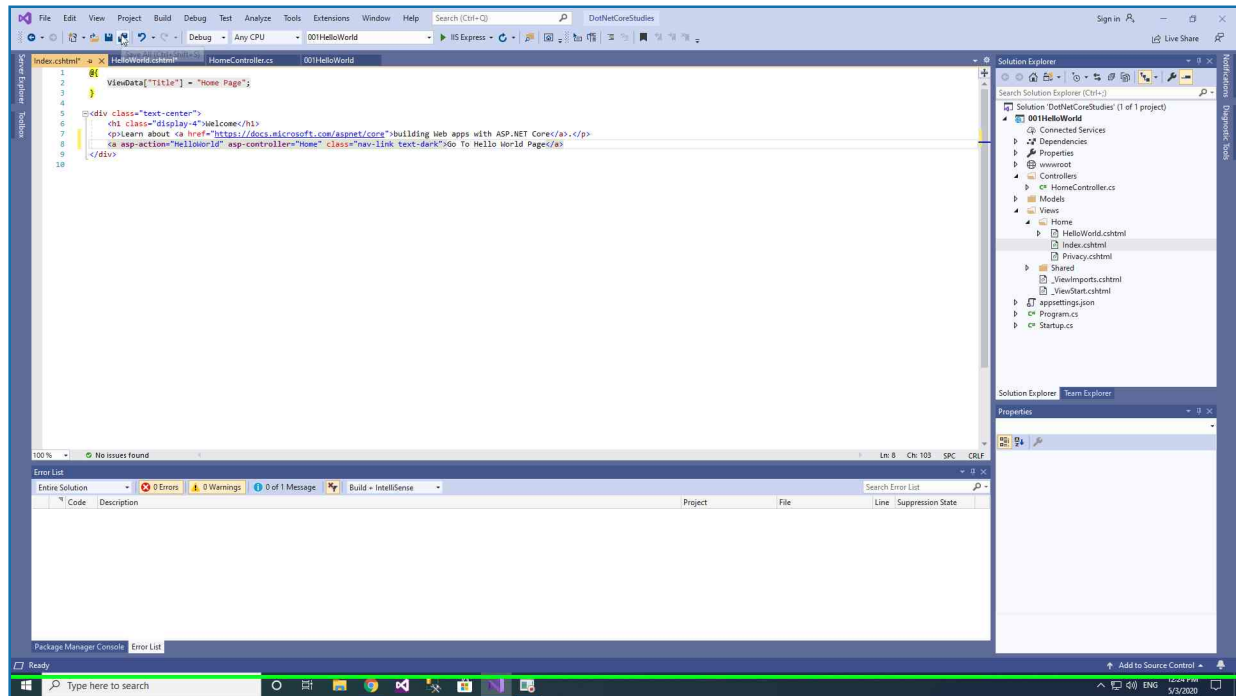 File Edit View Project Build Debug Test Analyze Tools Extensions Window Help Search (Ctrl+Q) DotNetCoreStudies Sign in
Debug Any CPU 001HelloWorld IIS Express Live Share
Save All (Ctrl+Shift+S)
Index.cshtml* HelloWorld.cshtml* HomeController.cs 001HelloWorld
1 @{
2 ViewData["Title"] = "Home Page";
3 }
4
5 <div class="text-center">
6 <h1 class="display-4">Welcome</h1>
7 <p>Learn about <a href="https://docs.microsoft.com/aspnet/core">building Web apps with ASP.NET Core</a>.</p>
8 <a asp-action="HelloWorld" asp-controller="Home" class="nav-link text-dark">Go To Hello World Page</a>
9 </div>
10
100 % No issues found Ln: 8 Ch: 103 SPC CRLF
Server Explorer
Toolbox
Solution Explorer
Search Solution Explorer (Ctrl+;)
Solution 'DotNetCoreStudies' (1 of 1 project)
001HelloWorld
Connected Services
Dependencies
Properties
wwwroot
Controllers
C# HomeController.cs
Models
Views
Home
HelloWorld.cshtml
Index.cshtml
Privacy.cshtml
Shared
_ViewImports.cshtml
_ViewStart.cshtml
appsettings.json
C# Program.cs
C# Startup.cs
Solution Explorer Team Explorer
Properties
Notifications
Diagnostic Tools
Error List
Entire Solution 0 Errors 0 Warnings 0 of 1 Message Build + IntelliSense Search Error List
Code Description Project File Line Suppression State
Package Manager Console Error List
Ready Add to Source Control
Type here to search ENG 12:24 PM
5/3/2020